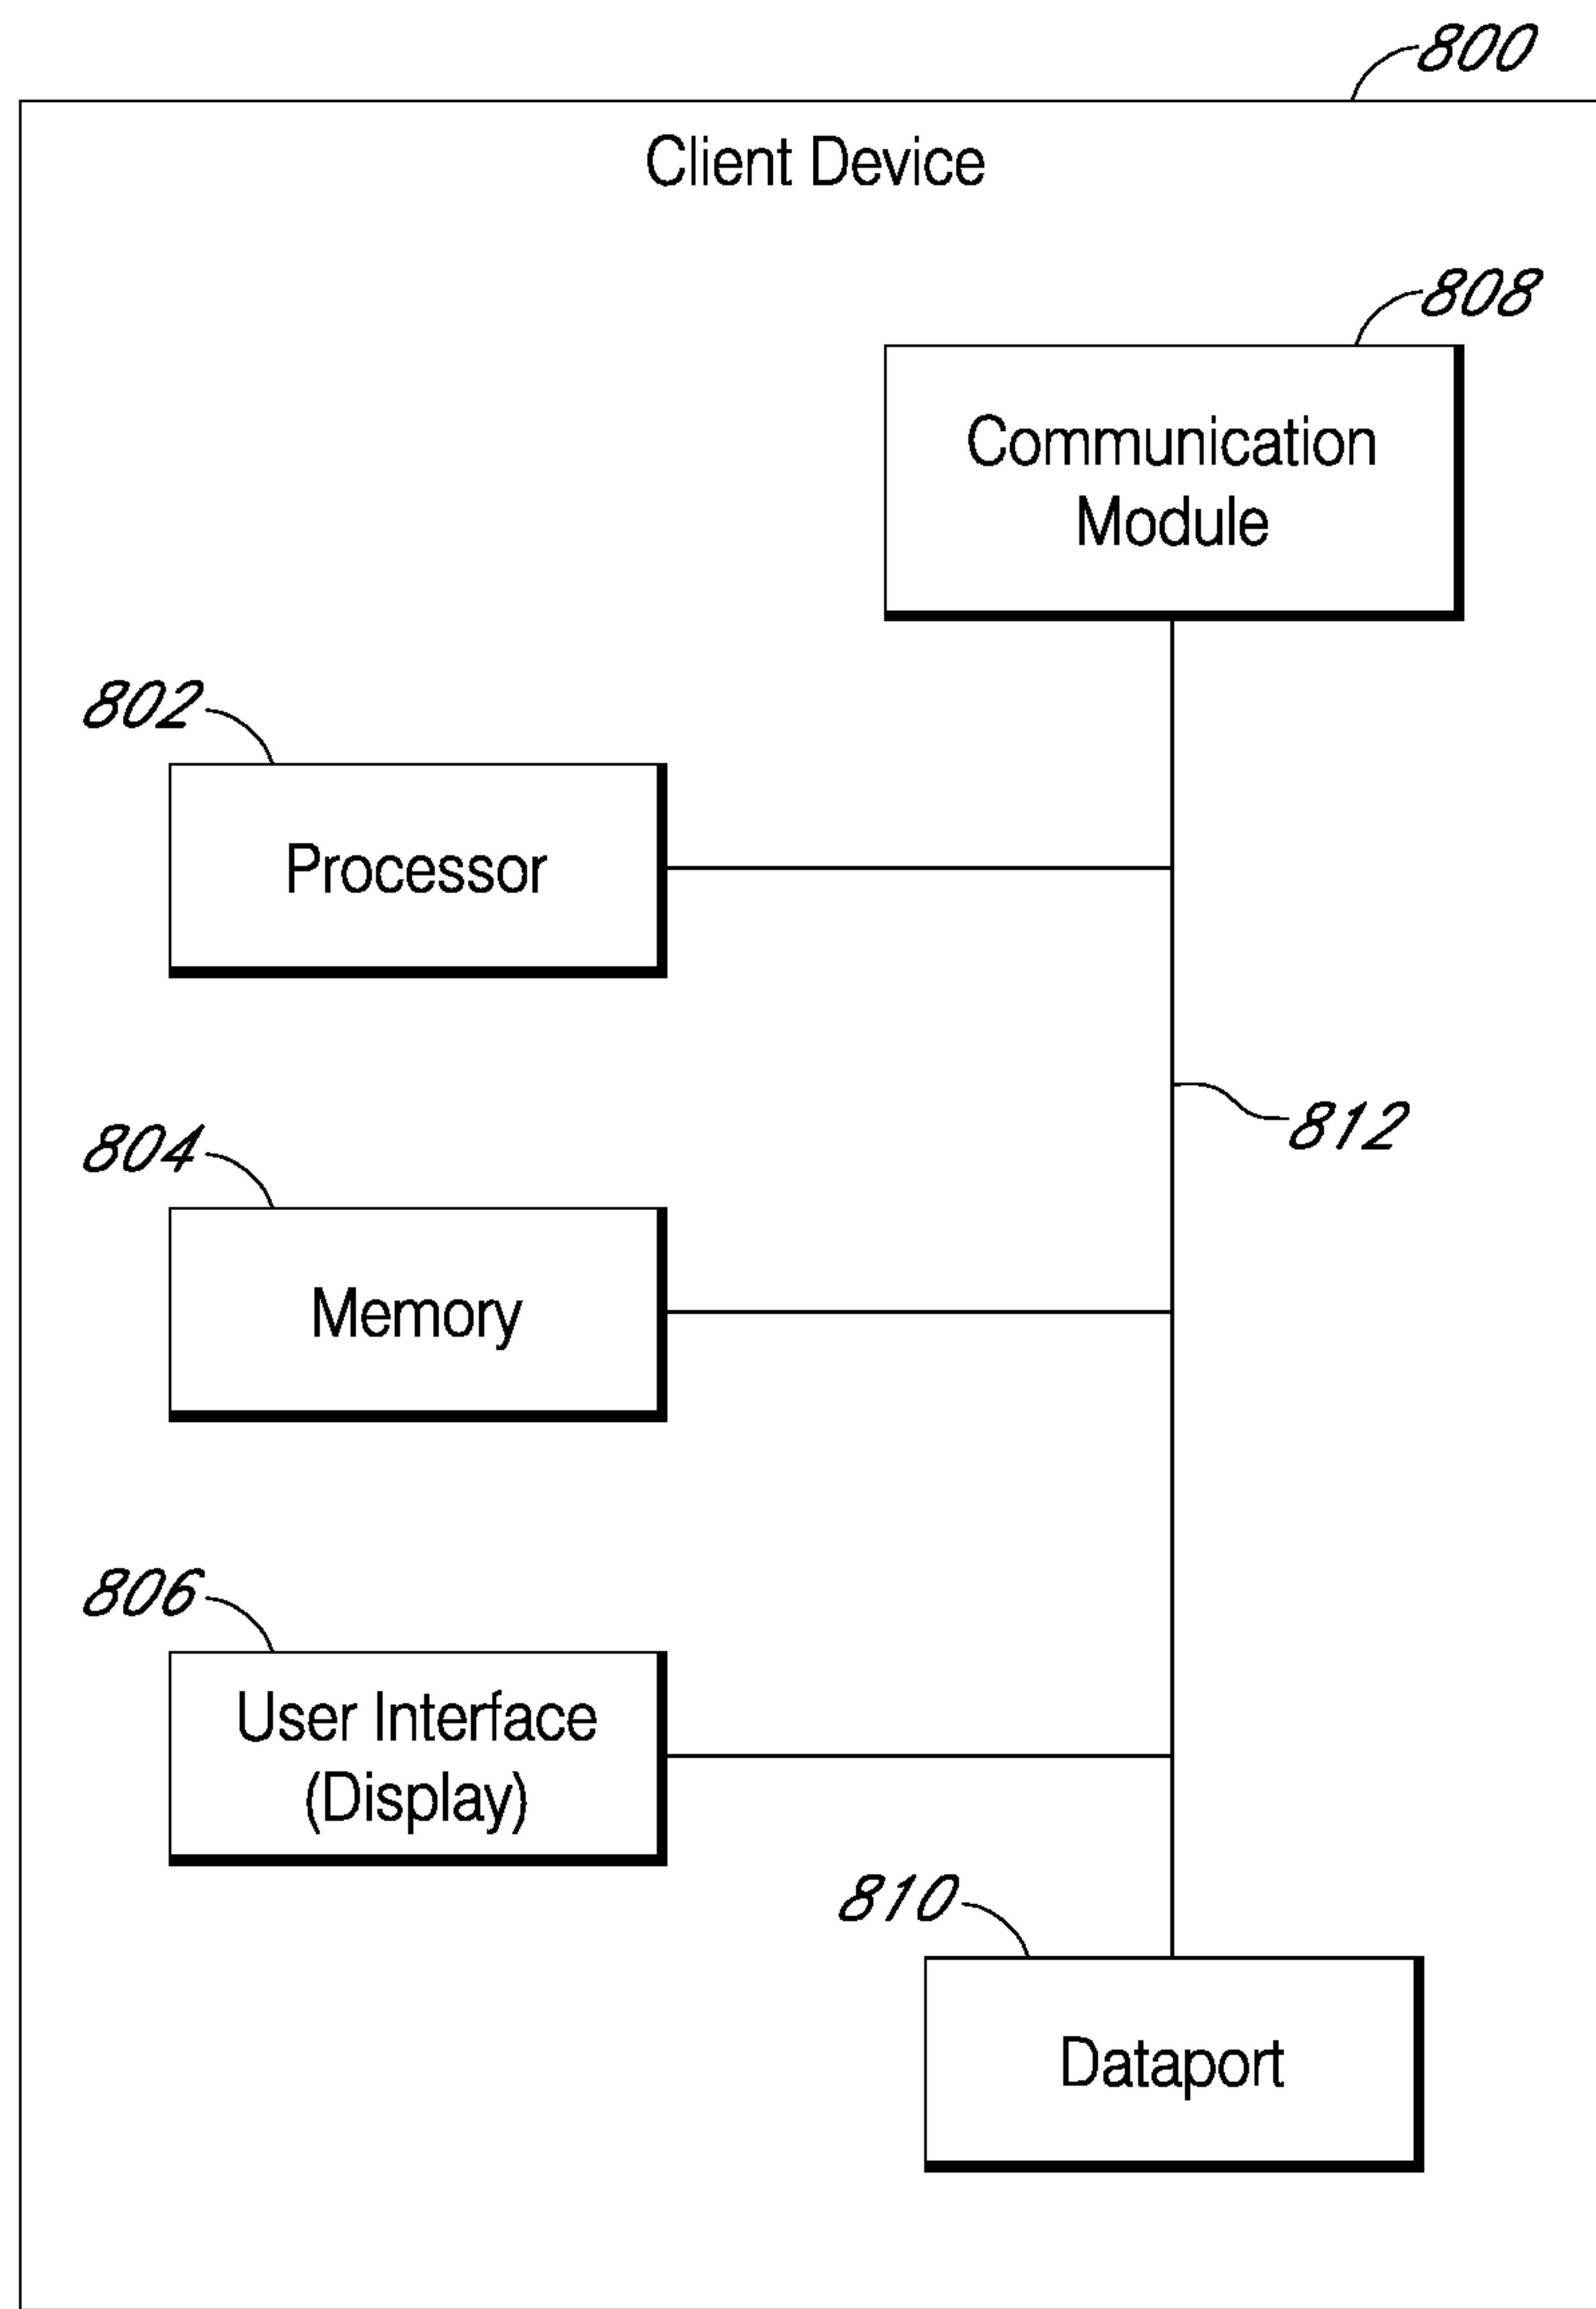 800
Client Device
808
Communication
Module
802
Processor
812
804
Memory
806
User Interface
(Display)
810
Dataport